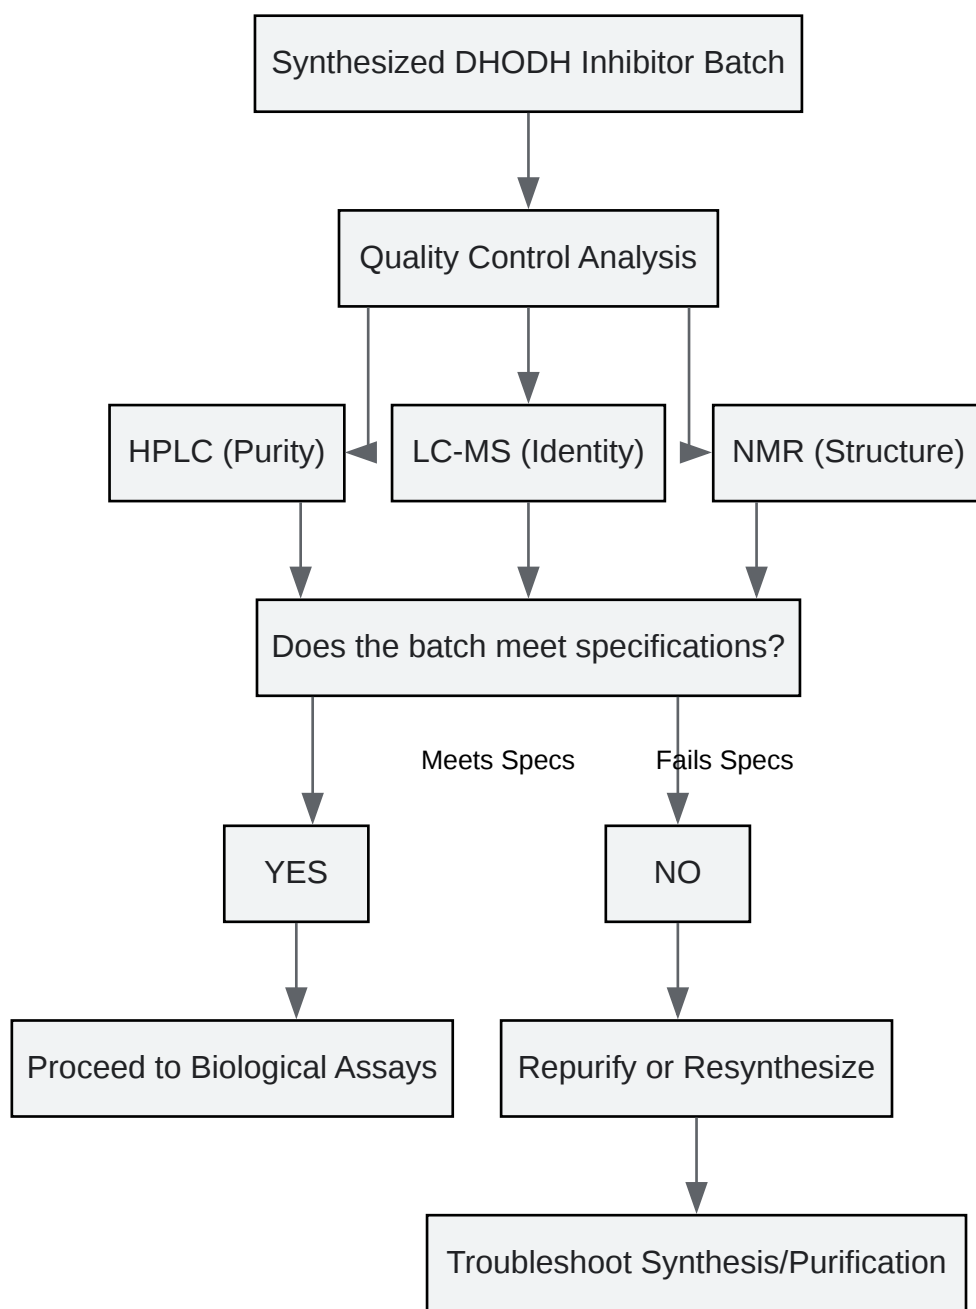 Synthesized DHODH Inhibitor Batch
Quality Control Analysis
HPLC (Purity)
LC-MS (Identity)
NMR (Structure)
Does the batch meet specifications?
Meets Specs
Fails Specs
YES
NO
Proceed to Biological Assays
Repurify or Resynthesize
Troubleshoot Synthesis/Purification